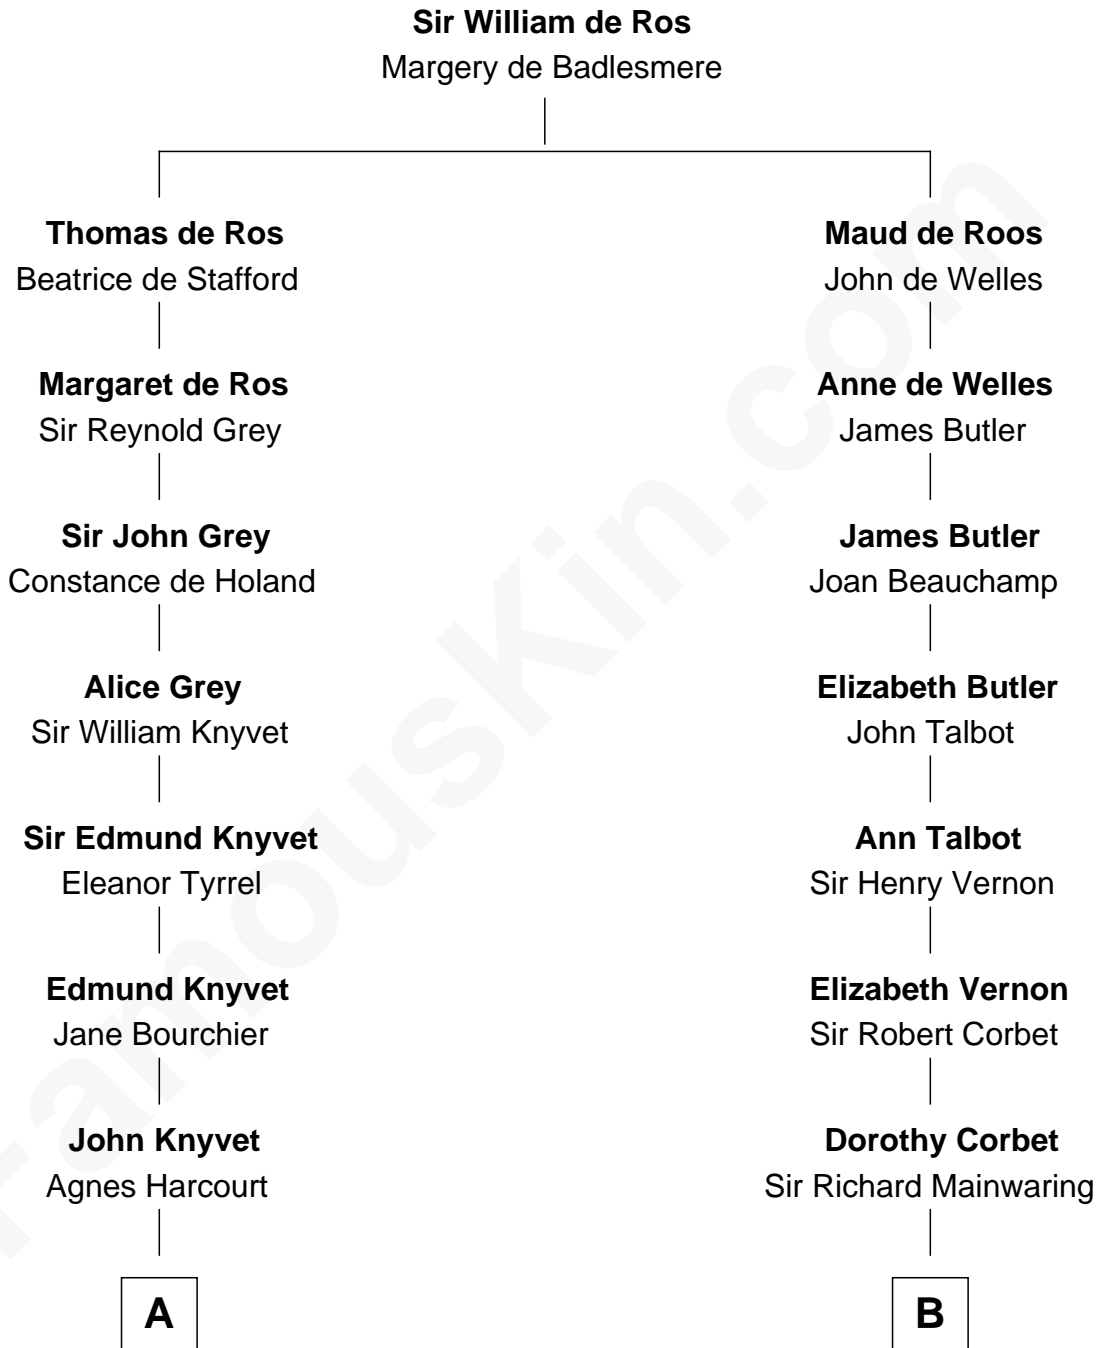 Sir William de Ros
Margery de Badlesmere
Thomas de Ros
Beatrice de Stafford
Margaret de Ros
Sir Reynold Grey
Sir John Grey
Constance de Holand
Alice Grey
Sir William Knyvet
Sir Edmund Knyvet
Eleanor Tyrrel
Edmund Knyvet
Jane Bourchier
John Knyvet
Agnes Harcourt
A
Maud de Roos
John de Welles
Anne de Welles
James Butler
James Butler
Joan Beauchamp
Elizabeth Butler
John Talbot
Ann Talbot
Sir Henry Vernon
Elizabeth Vernon
Sir Robert Corbet
Dorothy Corbet
Sir Richard Mainwaring
B
FamousKin.com